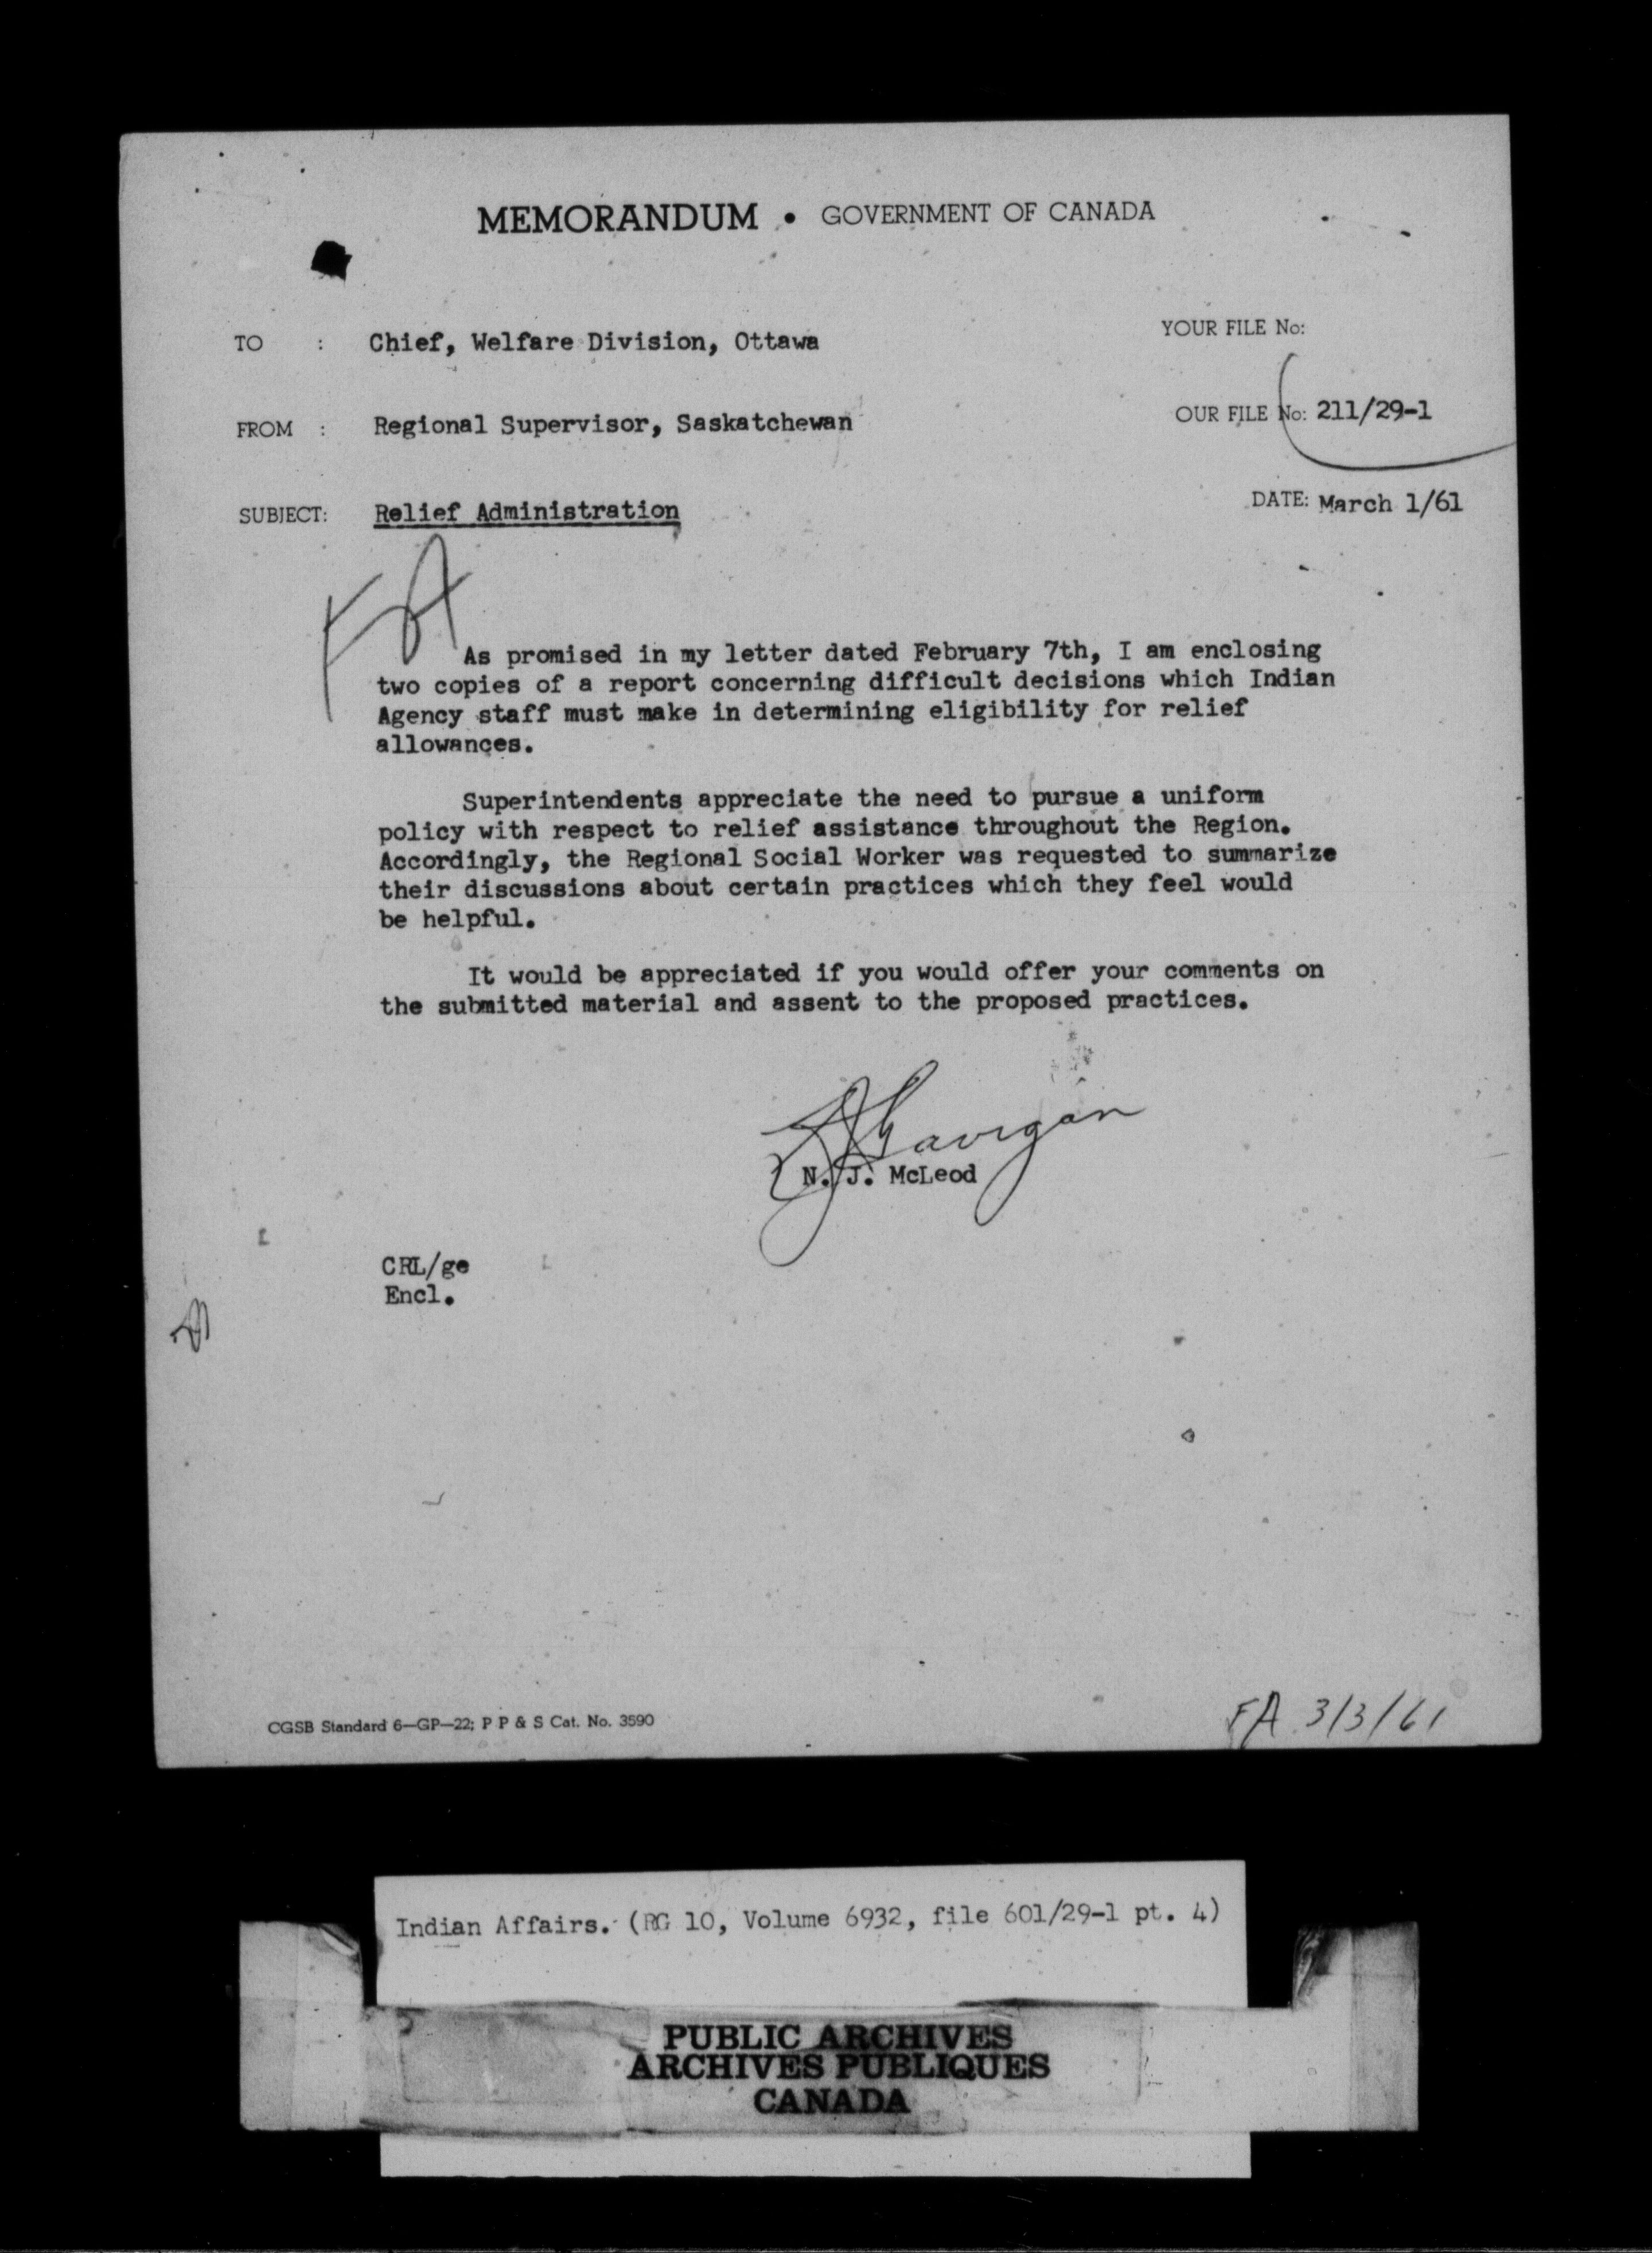 MEMORANDUM • GOVERNMENT OF CANADA
YOUR FILE No:
TO : Chief, Welfare Division, Ottawa
OUR FILE No: 211/29-1
FROM : Regional Supervisor, Saskatchewan
DATE: March 1/61
SUBJECT: Relief Administration
FA
As promised in my letter dated February 7th, I am enclosing
two copies of a report concerning difficult decisions which Indian
Agency staff must make in determining eligibility for relief
allowances.
Superintendents appreciate the need to pursue a uniform
policy with respect to relief assistance throughout the Region.
Accordingly, the Regional Social Worker was requested to summarize
their discussions about certain practices which they feel would
be helpful.
It would be appreciated if you would offer your comments on
the submitted material and assent to the proposed practices.
N. J. McLeod
CRL/ge
Encl.
CGSB Standard 6—GP—22; P P & S Cat. No. 3590
FA 3/3/61
Indian Affairs. (RG 10, Volume 6932, file 601/29-1 pt. 4)
PUBLIC ARCHIVES
ARCHIVES PUBLIQUES
CANADA